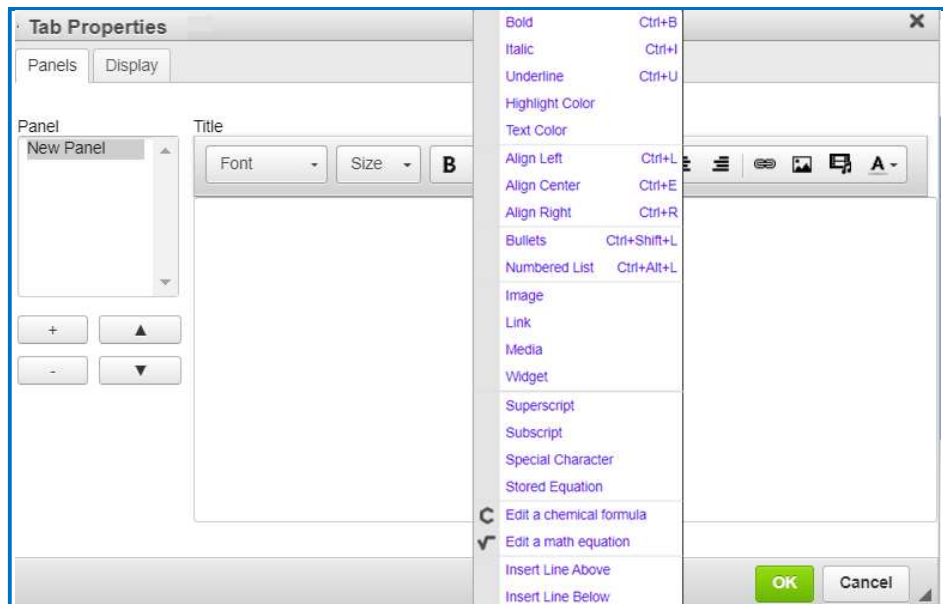 Tab Properties
Panels Display
Panel
New Panel
+
-
Title
Font Size B A
Bold Ctrl+B
Italic Ctrl+I
Underline Ctrl+U
Highlight Color
Text Color
Align Left Ctrl+L
Align Center Ctrl+E
Align Right Ctrl+R
Bullets Ctrl+Shift+L
Numbered List Ctrl+Alt+L
Image
Link
Media
Widget
Superscript
Subscript
Special Character
Stored Equation
C Edit a chemical formula
√ Edit a math equation
Insert Line Above
Insert Line Below
OK Cancel